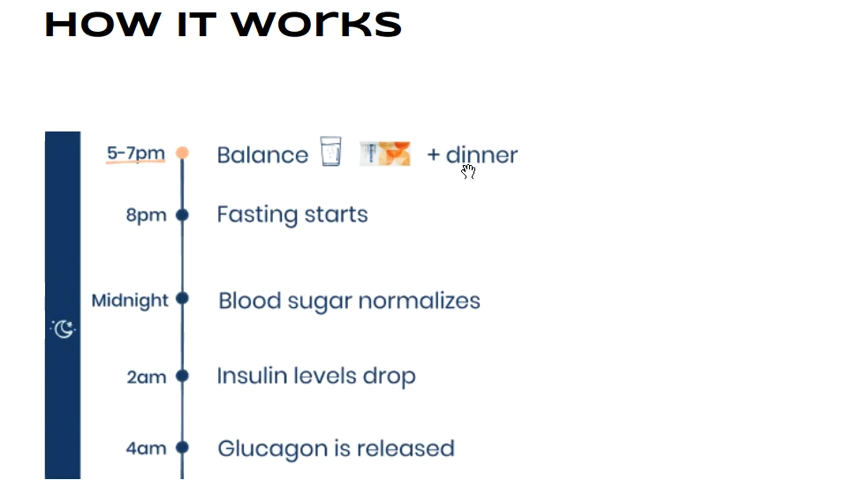 HOW IT WORKS
5-7pm Balance + dinner
8pm Fasting starts
Midnight Blood sugar normalizes
2am Insulin levels drop
4am Glucagon is released